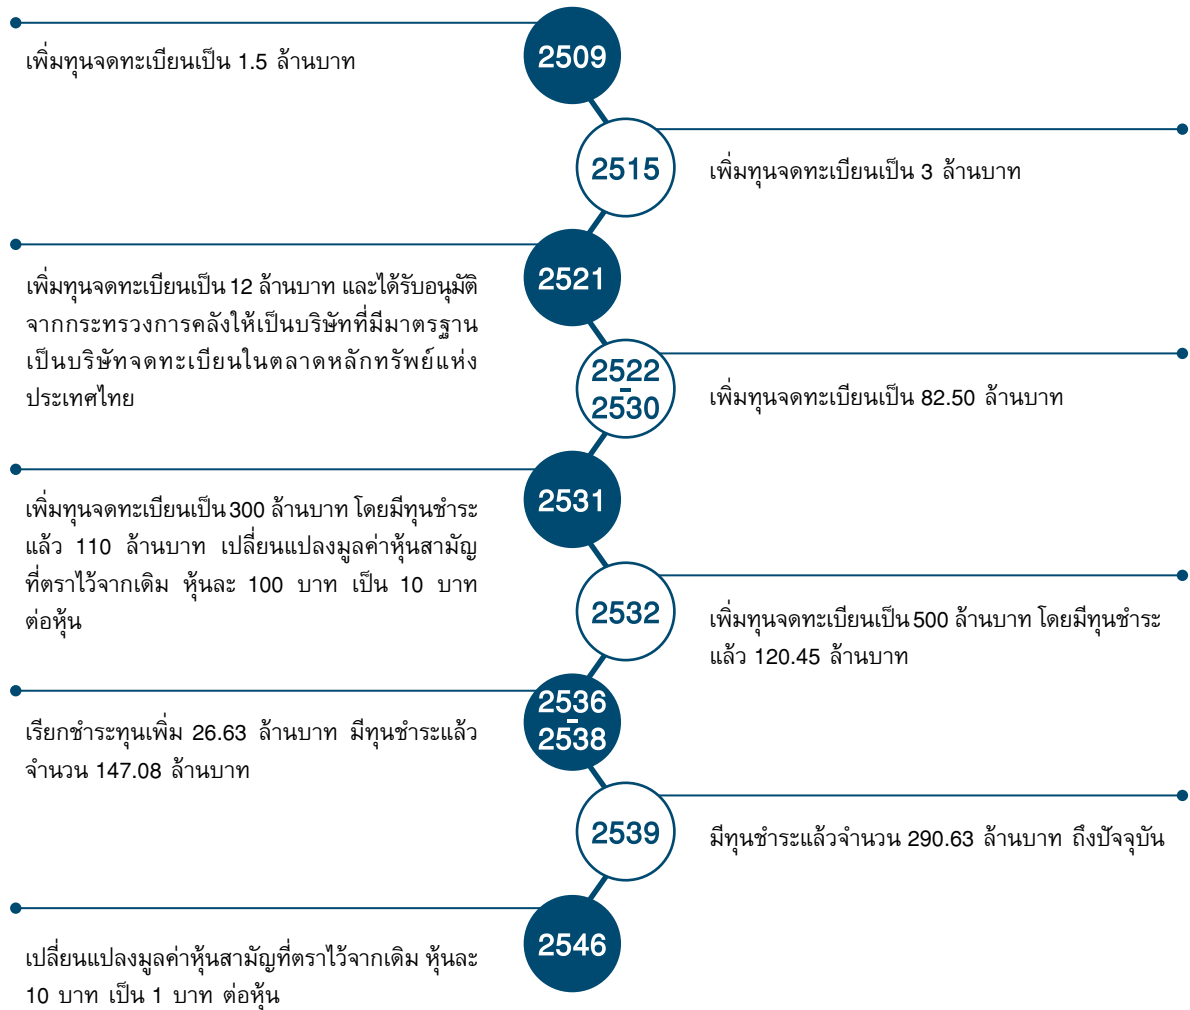 2509
เพิ่มทุนจดทะเบียนเป็น 1.5 ล้านบาท
2515
เพิ่มทุนจดทะเบียนเป็น 3 ล้านบาท
2521
เพิ่มทุนจดทะเบียนเป็น 12 ล้านบาท และได้รับอนุมัติ
จากกระทรวงการคลังให้เป็นบริษัทที่มีมาตรฐาน
เป็นบริษัทจดทะเบียนในตลาดหลักทรัพย์แห่ง
ประเทศไทย
2522
-
2530
เพิ่มทุนจดทะเบียนเป็น 82.50 ล้านบาท
2531
เพิ่มทุนจดทะเบียนเป็น 300 ล้านบาท โดยมีทุนชำระ
แล้ว 110 ล้านบาท เปลี่ยนแปลงมูลค่าหุ้นสามัญ
ที่ตราไว้จากเดิม หุ้นละ 100 บาท เป็น 10 บาท
ต่อหุ้น
2532
เพิ่มทุนจดทะเบียนเป็น 500 ล้านบาท โดยมีทุนชำระ
แล้ว 120.45 ล้านบาท
2536
-
2538
เรียกชำระทุนเพิ่ม 26.63 ล้านบาท มีทุนชำระแล้ว
จำนวน 147.08 ล้านบาท
2539
มีทุนชำระแล้วจำนวน 290.63 ล้านบาท ถึงปัจจุบัน
2546
เปลี่ยนแปลงมูลค่าหุ้นสามัญที่ตราไว้จากเดิม หุ้นละ
10 บาท เป็น 1 บาท ต่อหุ้น